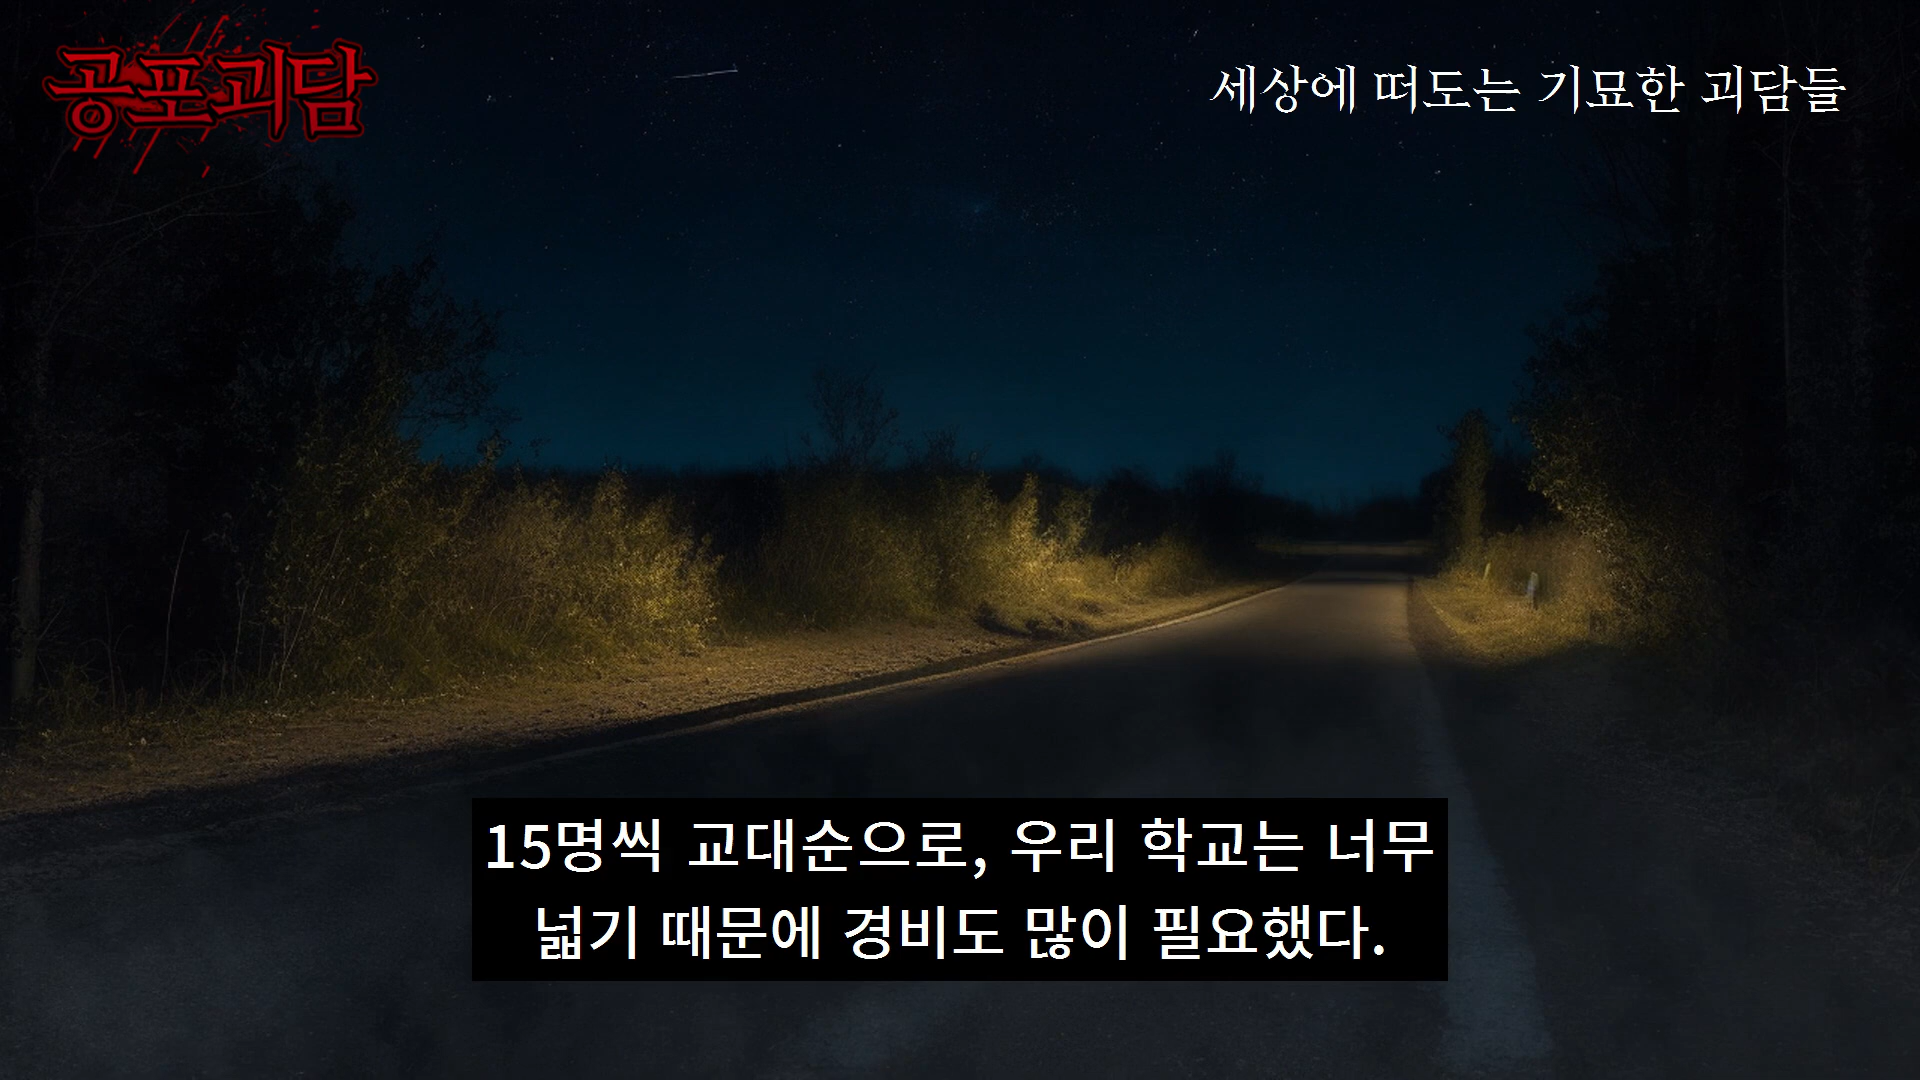 공포괴담
세상에 떠도는 기묘한 괴담들
15명씩 교대순으로, 우리 학교는 너무
넓기 때문에 경비도 많이 필요했다.